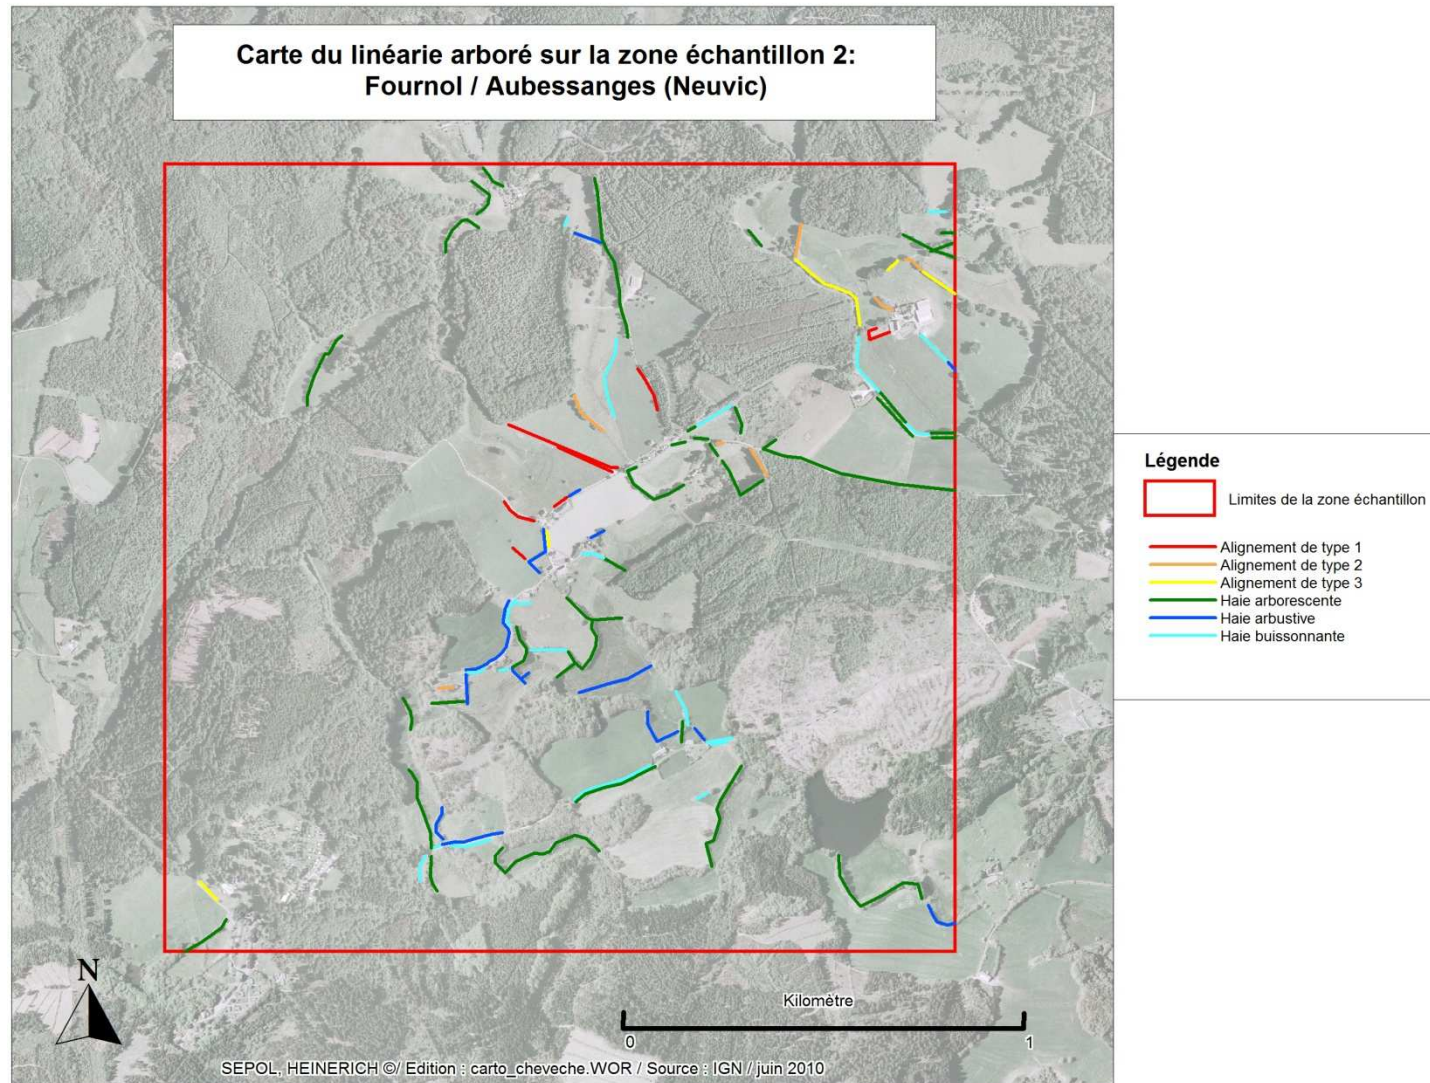 Carte du linéarie arboré sur la zone échantillon 2:
Fournol / Aubessanges (Neuvic)
Légende
Limites de la zone échantillon
Alignement de type 1
Alignement de type 2
Alignement de type 3
Haie arborescente
Haie arbustive
Haie buissonnante
N
Kilomètre
0 1
SEPOL, HEINERICH ©/ Edition : carto_cheveche.WOR / Source : IGN / juin 2010